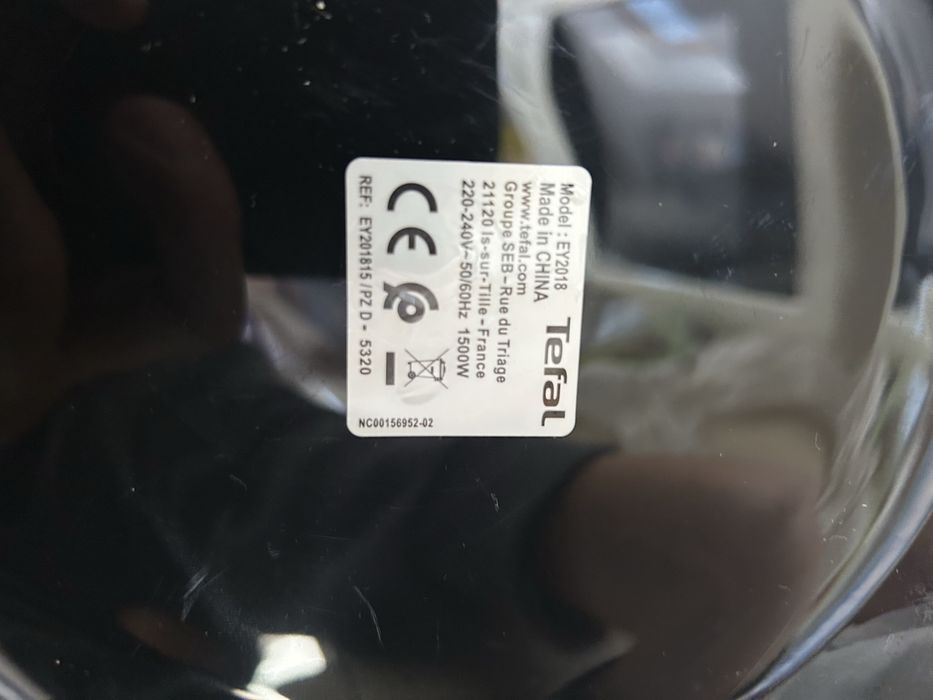 Tefal
Model : EY2018
Made in CHINA
www.tefal.com
Groupe SEB – Rue du Triage
21120 Is-sur-Tille – France
220-240V~ 50/60Hz 1500W
CE
REF: EY201815 / PZ D - 5320
NC00156952-02